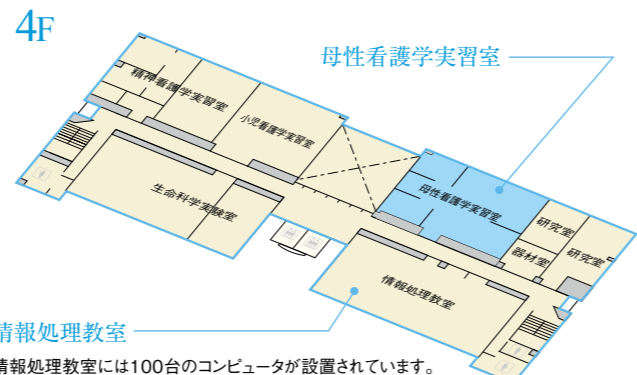 4F
母性看護学実習室
精神看護学実習室
小児看護学実習室
母性看護学実習室
生命科学実験室
研究室
器材室
研究室
情報処理教室
情報処理教室
情報処理教室には100台のコンピュータが設置されています。